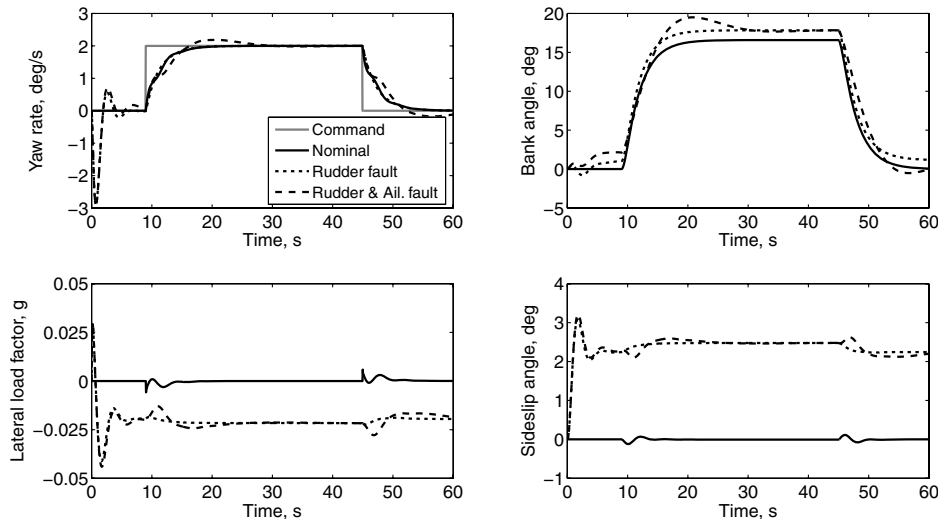 3
2
1
0
−1
−2
−3
0 10 20 30 40 50 60
Yaw rate, deg/s
Time, s
Command
Nominal
Rudder fault
Rudder & Ail. fault
20
15
10
5
0
−5
0 10 20 30 40 50 60
Bank angle, deg
Time, s
0.05
0.025
0
−0.025
−0.05
0 10 20 30 40 50 60
Lateral load factor, g
Time, s
4
3
2
1
0
−1
0 10 20 30 40 50 60
Sideslip angle, deg
Time, s